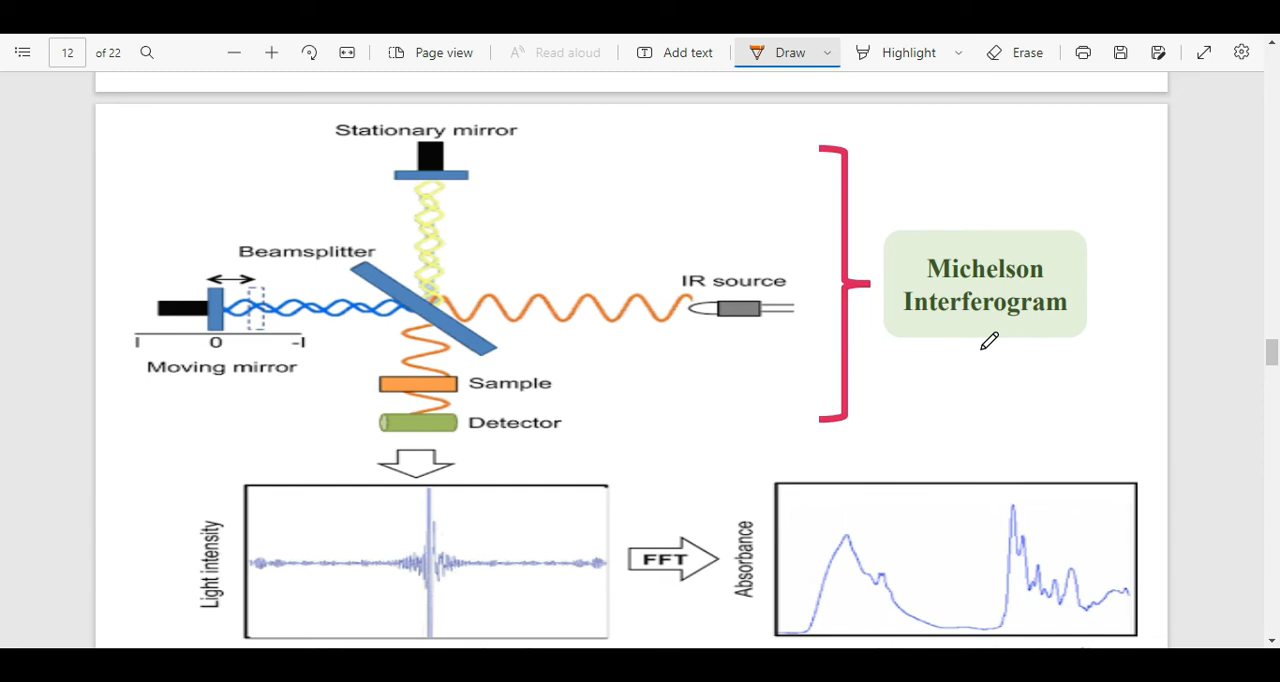 12 of 22 Page view Read aloud Add text Draw Highlight Erase
Stationary mirror
Beamsplitter
IR source
Michelson
Interferogram
l 0 -l
Moving mirror
Sample
Detector
Light intensity
FFT
Absorbance